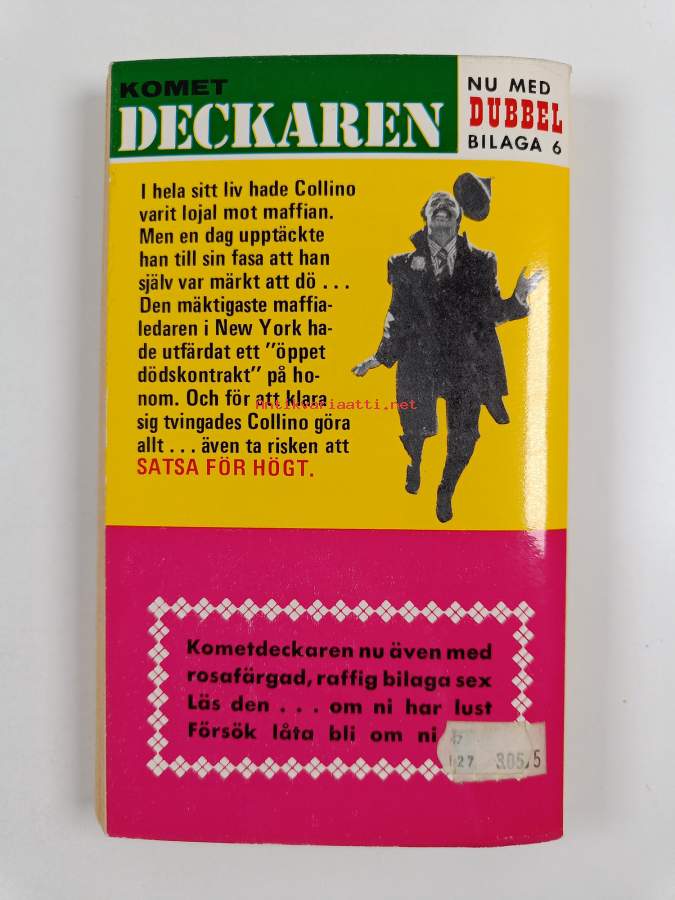 KOMET
DECKAREN
NU MED
DUBBEL
BILAGA 6
I hela sitt liv hade Collino
varit lojal mot maffian.
Men en dag upptäckte
han till sin fasa att han
själv var märkt att dö . . .
Den mäktigaste maffia-
ledaren i New York ha-
de utfärdat ett ”öppet
dödskontrakt” på ho-
nom. Och för att klara
sig tvingades Collino göra
allt . . . även ta risken att
SATSA FÖR HÖGT.
Antikvariaatti.net
Kometdeckaren nu även med
rosafärgad, raffig bilaga sex
Läs den . . . om ni har lust
Försök låta bli om ni
27 3.05